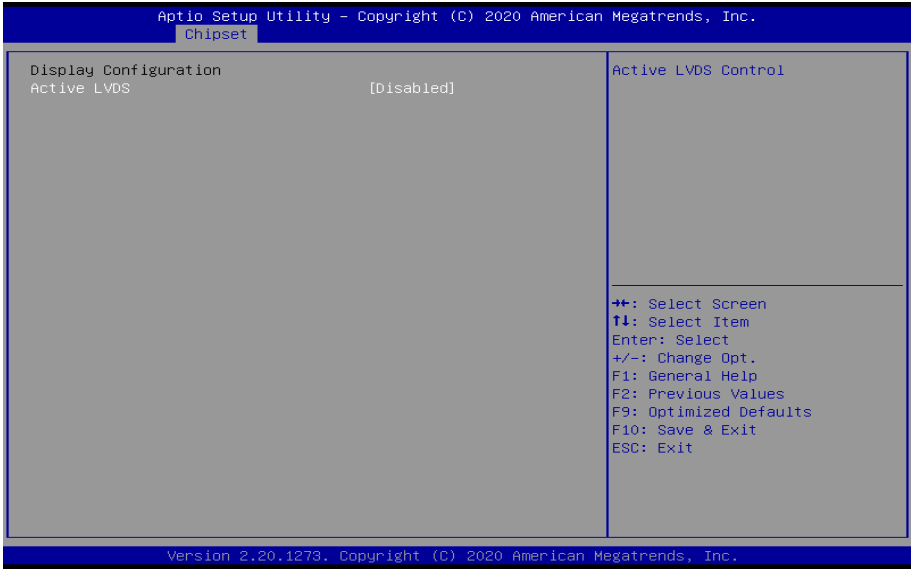 Aptio Setup Utility – Copyright (C) 2020 American Megatrends, Inc.
Chipset
Display Configuration
Active LVDS [Disabled]
Active LVDS Control
→←: Select Screen
↑↓: Select Item
Enter: Select
+/-: Change Opt.
F1: General Help
F2: Previous Values
F9: Optimized Defaults
F10: Save & Exit
ESC: Exit
Version 2.20.1273. Copyright (C) 2020 American Megatrends, Inc.